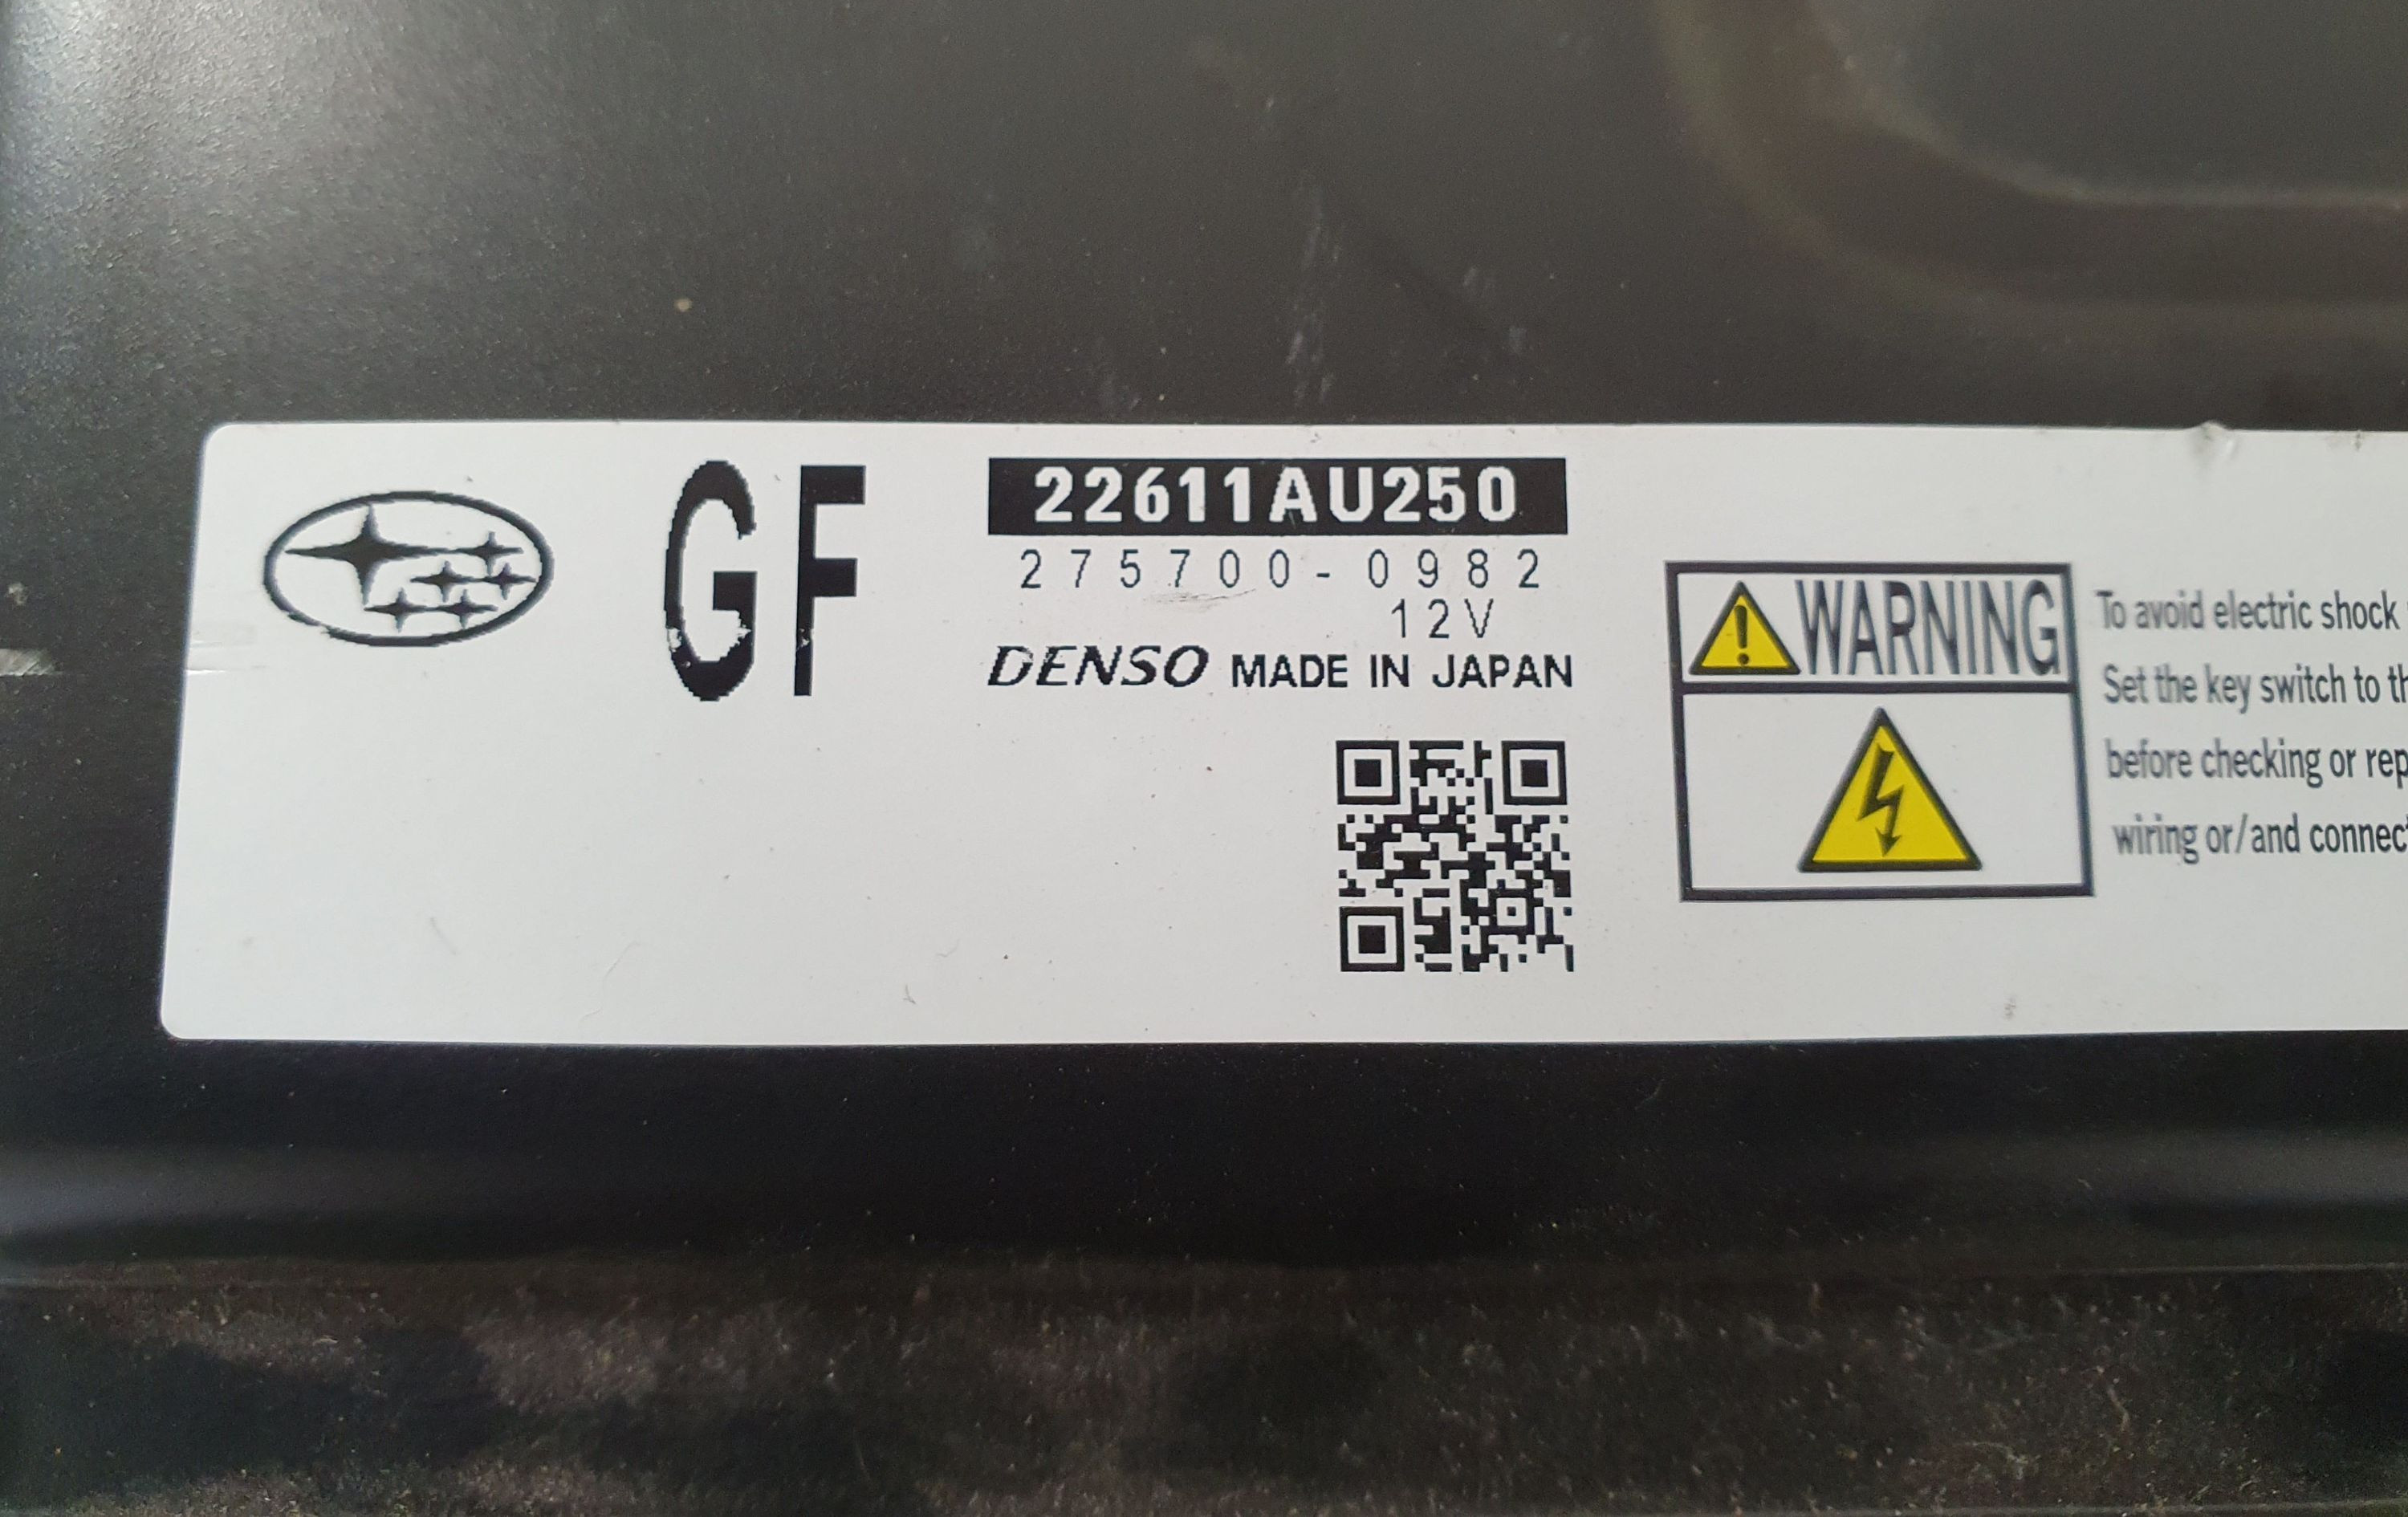 GF
22611AU250
275700-0982
12V
DENSO MADE IN JAPAN
WARNING
To avoid electric shock
Set the key switch to
before checking or
wiring or/and